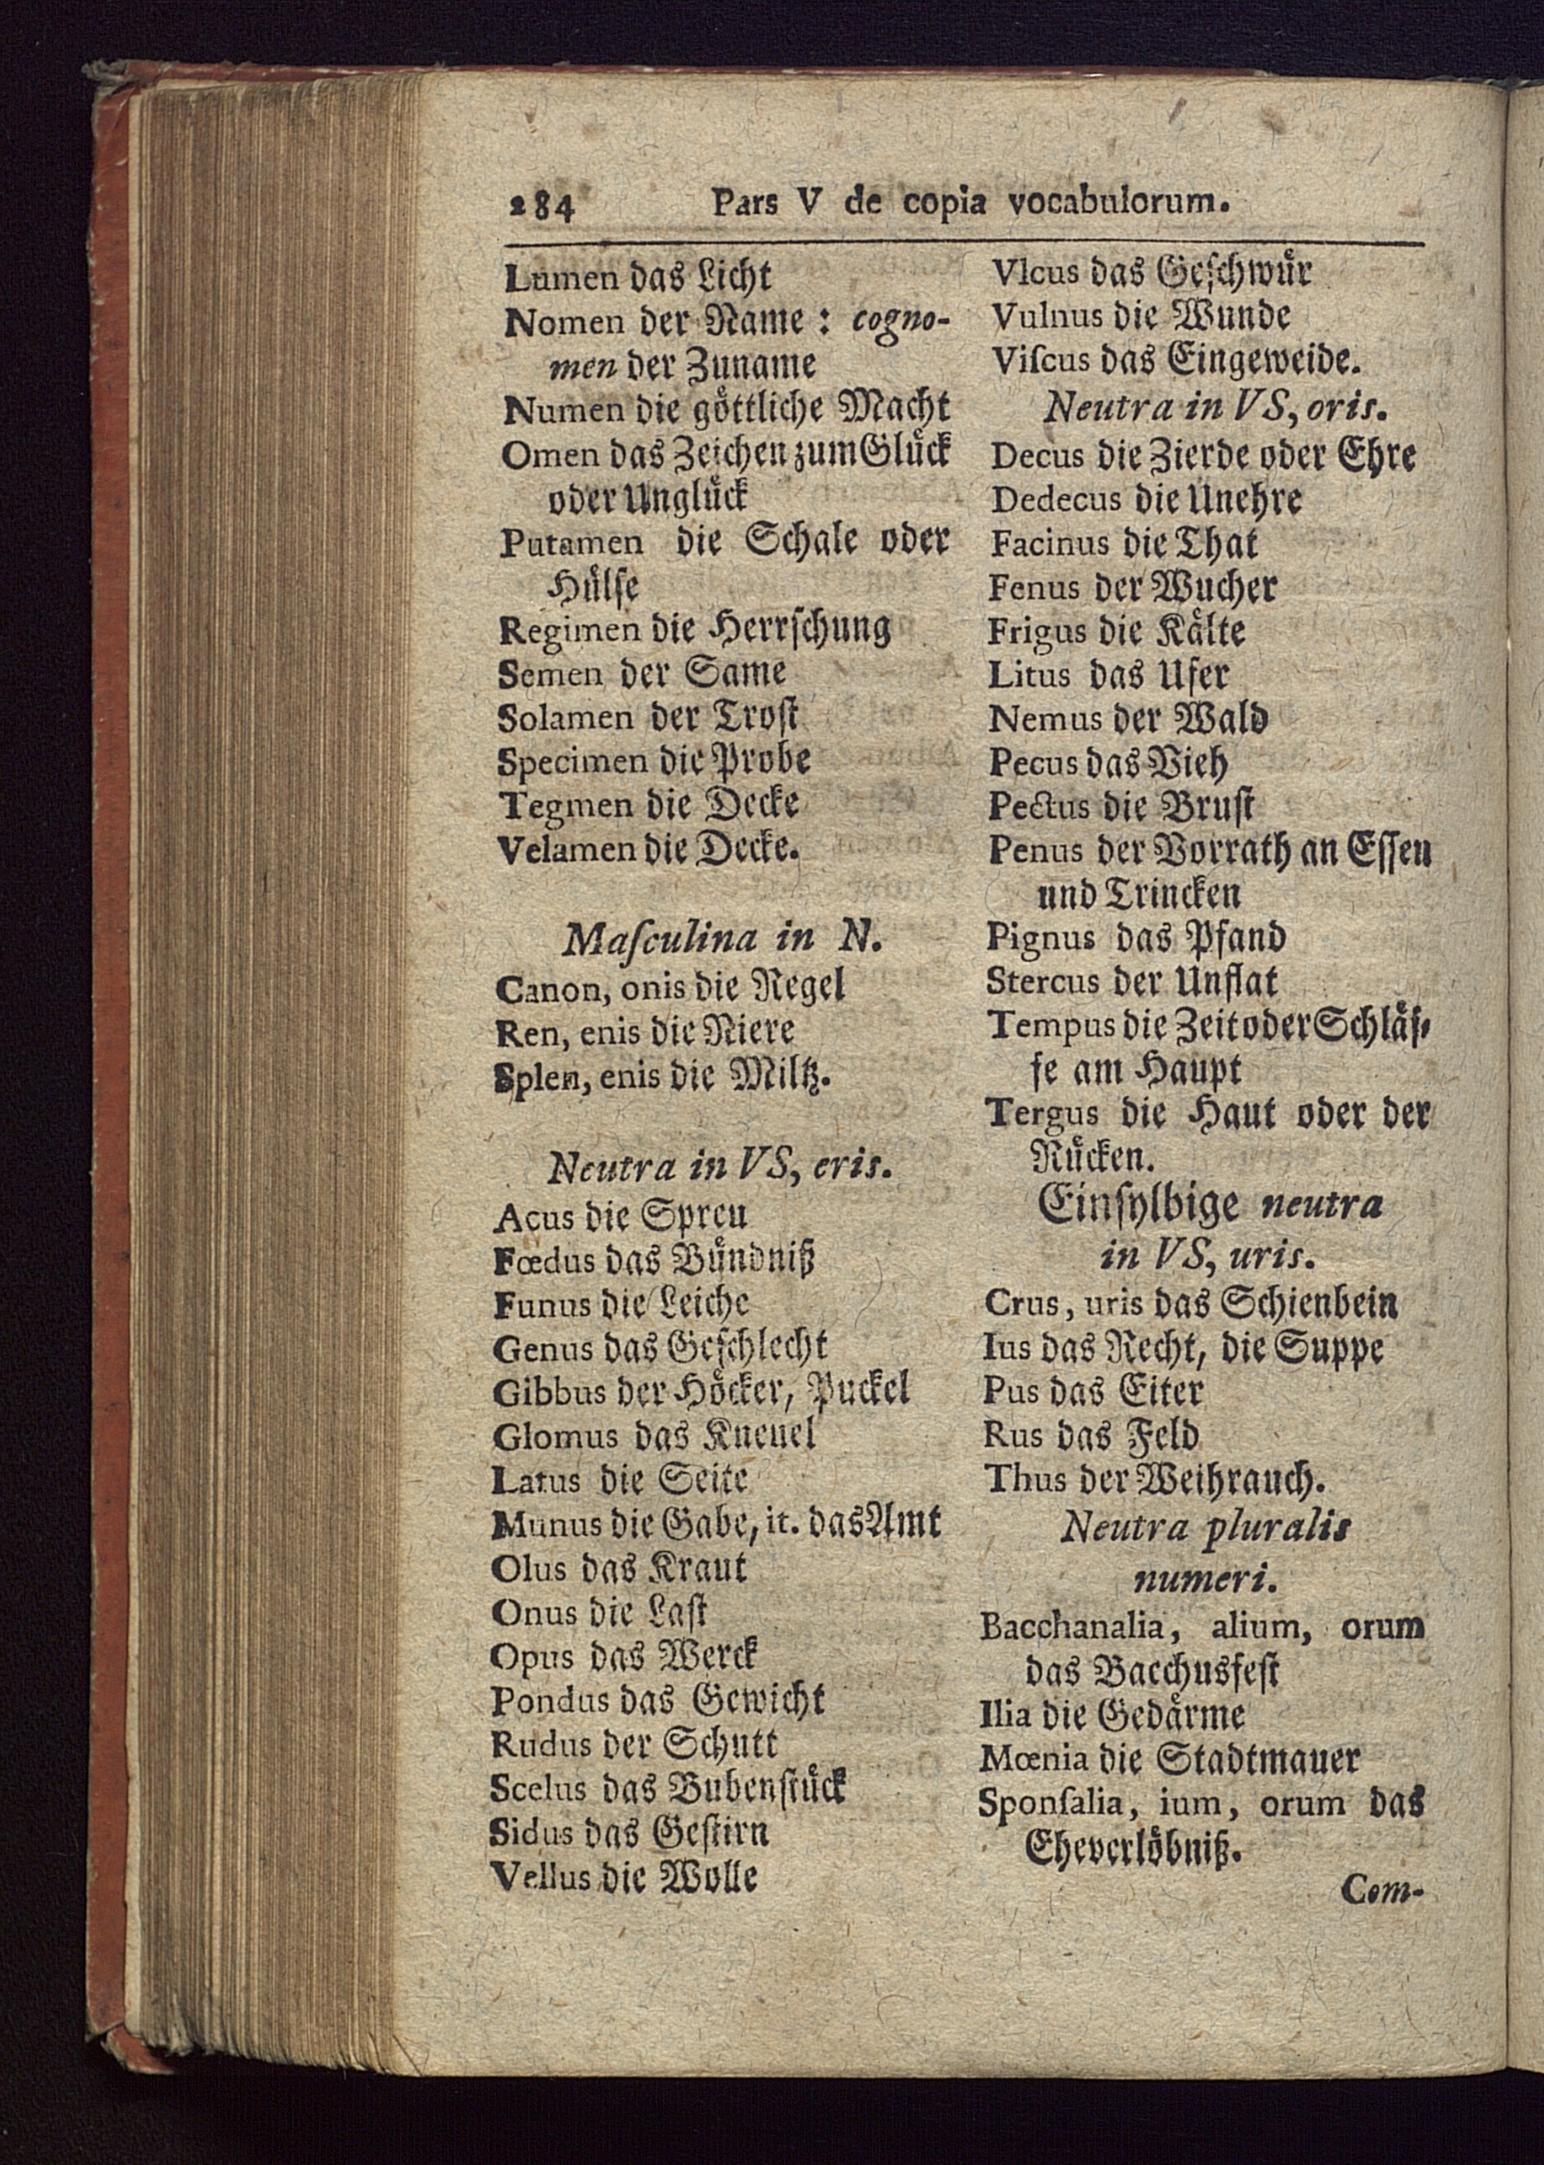 284 Pars V de copia vocabulorum.
Lumen das Licht
Nomen der Name: cogno-
men der Zuname
Numen die göttliche Macht
Omen das Zeichen zum Glück
oder Unglück
Putamen die Schale oder
Hülse
Regimen die Herrschung
Semen der Same
Solamen der Trost
Specimen die Probe
Tegmen die Decke
Velamen die Decke.
Maſculina in N.
Canon, onis die Regel
Ren, enis die Niere
Splen, enis die Miltz.
Neutra in VS, eris.
Acus die Spreu
Fœdus das Bündniß
Funus die Leiche
Genus das Geschlecht
Gibbus der Höcker, Puckel
Glomus das Kneuel
Latus die Seite
Munus die Gabe, it. das Amt
Olus das Kraut
Onus die Last
Opus das Werck
Pondus das Gewicht
Rudus der Schutt
Scelus das Bubenstück
Sidus das Gestirn
Vellus die Wolle
Vlcus das Geschwür
Vulnus die Wunde
Viſcus das Eingeweide.
Neutra in VS, oris.
Decus die Zierde oder Ehre
Dedecus die Unehre
Facinus die That
Fenus der Wucher
Frigus die Kälte
Litus das Ufer
Nemus der Wald
Pecus das Vieh
Pectus die Brust
Penus der Vorrath an Essen
und Trincken
Pignus das Pfand
Stercus der Unflat
Tempus die Zeit oder Schläf-
fe am Haupt
Tergus die Haut oder der
Rücken.
Einsylbige neutra
in VS, uris.
Crus, uris das Schienbein
Ius das Recht, die Suppe
Pus das Eiter
Rus das Feld
Thus der Weihrauch.
Neutra pluralis
numeri.
Bacchanalia, alium, orum
das Bacchusfest
Ilia die Gedärme
Mœnia die Stadtmauer
Sponſalia, ium, orum das
Eheverlöbniß.
Com-